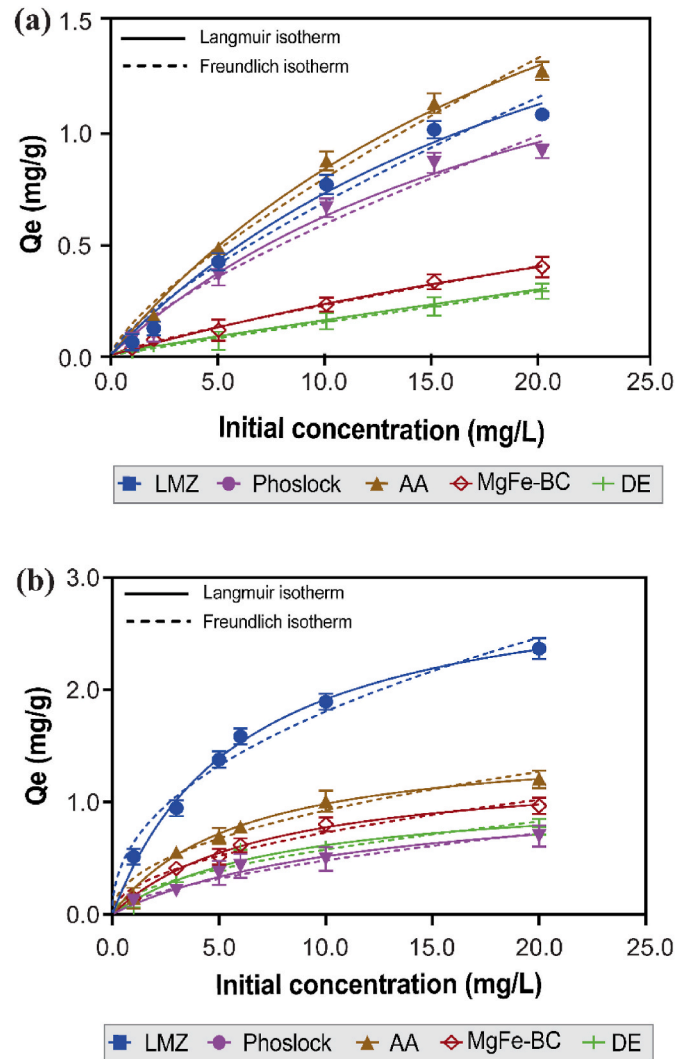 (a)
1.5
Langmuir isotherm
Freundlich isotherm
1.0
Qe (mg/g)
0.5
0.0
0.0 5.0 10.0 15.0 20.0 25.0
Initial concentration (mg/L)
LMZ Phoslock AA MgFe-BC DE
(b)
3.0
Langmuir isotherm
Freundlich isotherm
2.0
Qe (mg/g)
1.0
0.0
0.0 5.0 10.0 15.0 20.0 25.0
Initial concentration (mg/L)
LMZ Phoslock AA MgFe-BC DE